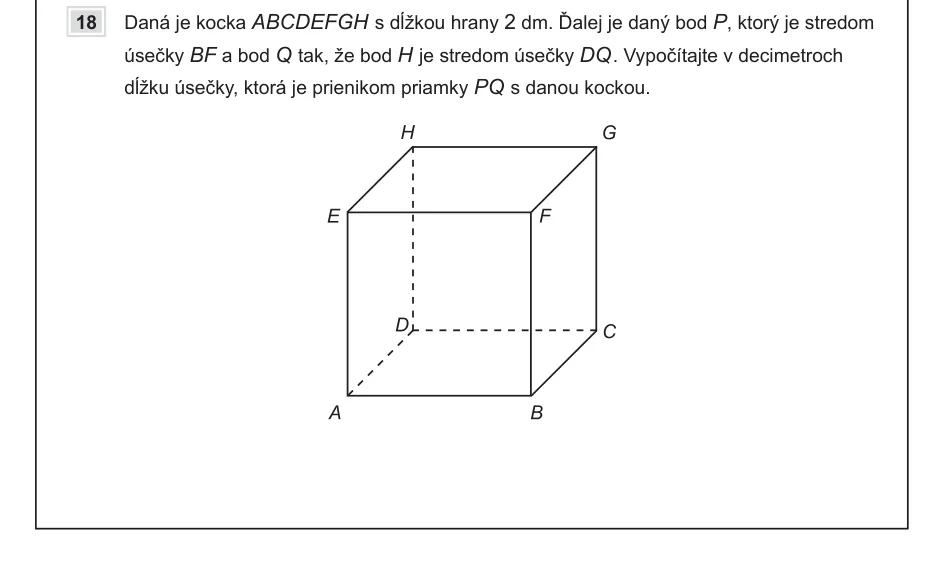 18 Daná je kocka ABCDEFGH s dĺžkou hrany 2 dm. Ďalej je daný bod P, ktorý je stredom
úsečky BF a bod Q tak, že bod H je stredom úsečky DQ. Vypočítajte v decimetroch
dĺžku úsečky, ktorá je prienikom priamky PQ s danou kockou.
H G
E F
D C
A B